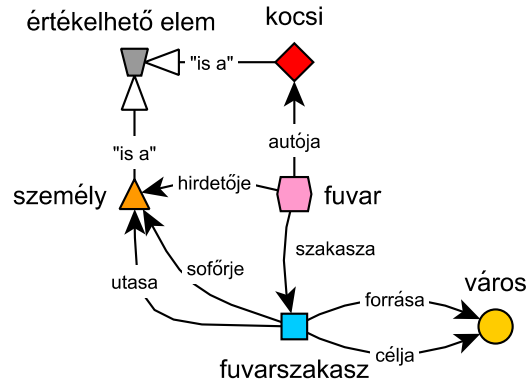 kocsi
értékelhető elem
"is a"
autója
"is a"
hirdetője
személy
fuvar
szakasza
sofőrje
utasa
város
forrása
célja
fuvarszakasz